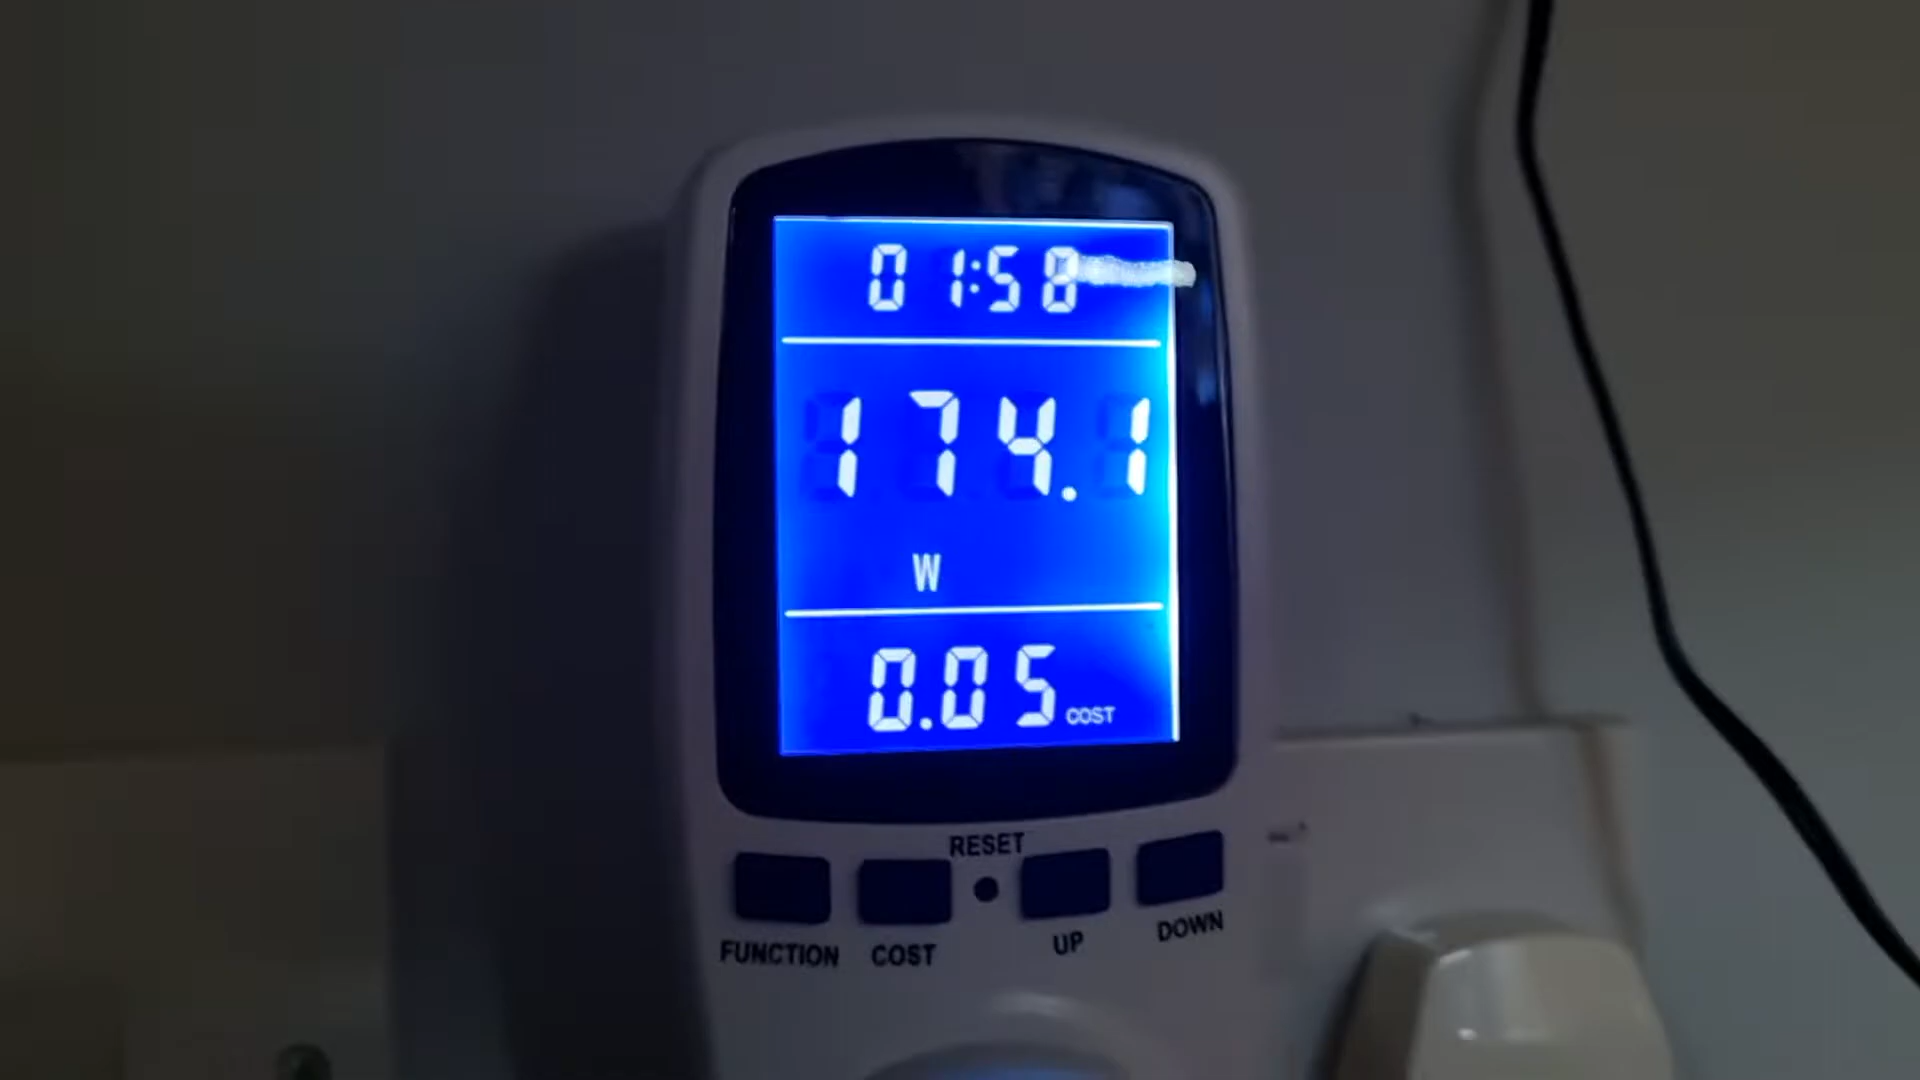 01:58
174.1
W
0.05 COST
RESET
FUNCTION COST UP DOWN